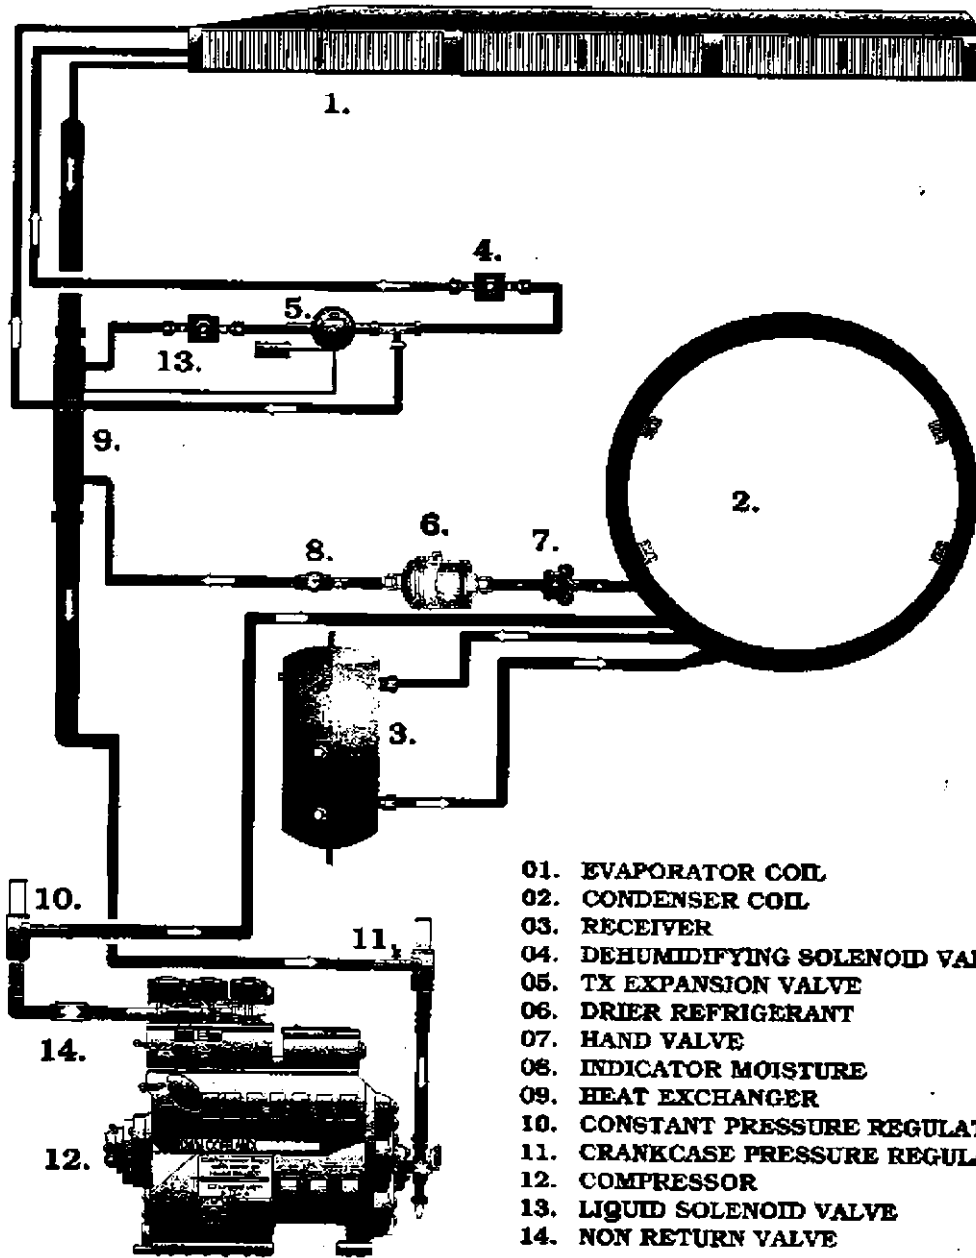 1.
4.
5.
13.
9.
2.
6.
7.
8.
3.
10.
11.
14.
12.
01. EVAPORATOR COIL
02. CONDENSER COIL
03. RECEIVER
04. DEHUMIDIFYING SOLENOID VAL
05. TX EXPANSION VALVE
06. DRIER REFRIGERANT
07. HAND VALVE
08. INDICATOR MOISTURE
09. HEAT EXCHANGER
10. CONSTANT PRESSURE REGULAT
11. CRANKCASE PRESSURE REGUL
12. COMPRESSOR
13. LIQUID SOLENOID VALVE
14. NON RETURN VALVE